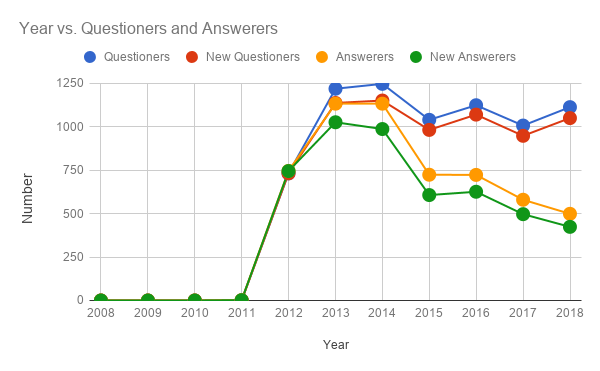 Year vs. Questioners and Answerers
Questioners New Questioners Answerers New Answerers
1250
1000
750
500
250
0
Number
2008 2009 2010 2011 2012 2013 2014 2015 2016 2017 2018
Year